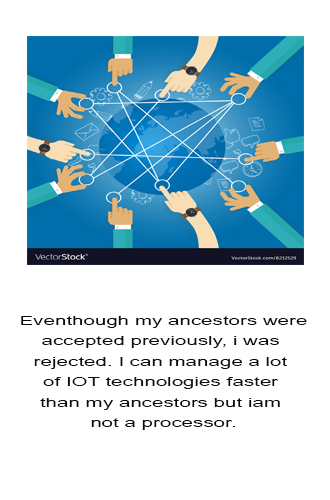 VectorStock®
VectorStock.com/8212129
Eventhough my ancestors were
accepted previously, i was
rejected. I can manage a lot
of IOT technologies faster
than my ancestors but iam
not a processor.